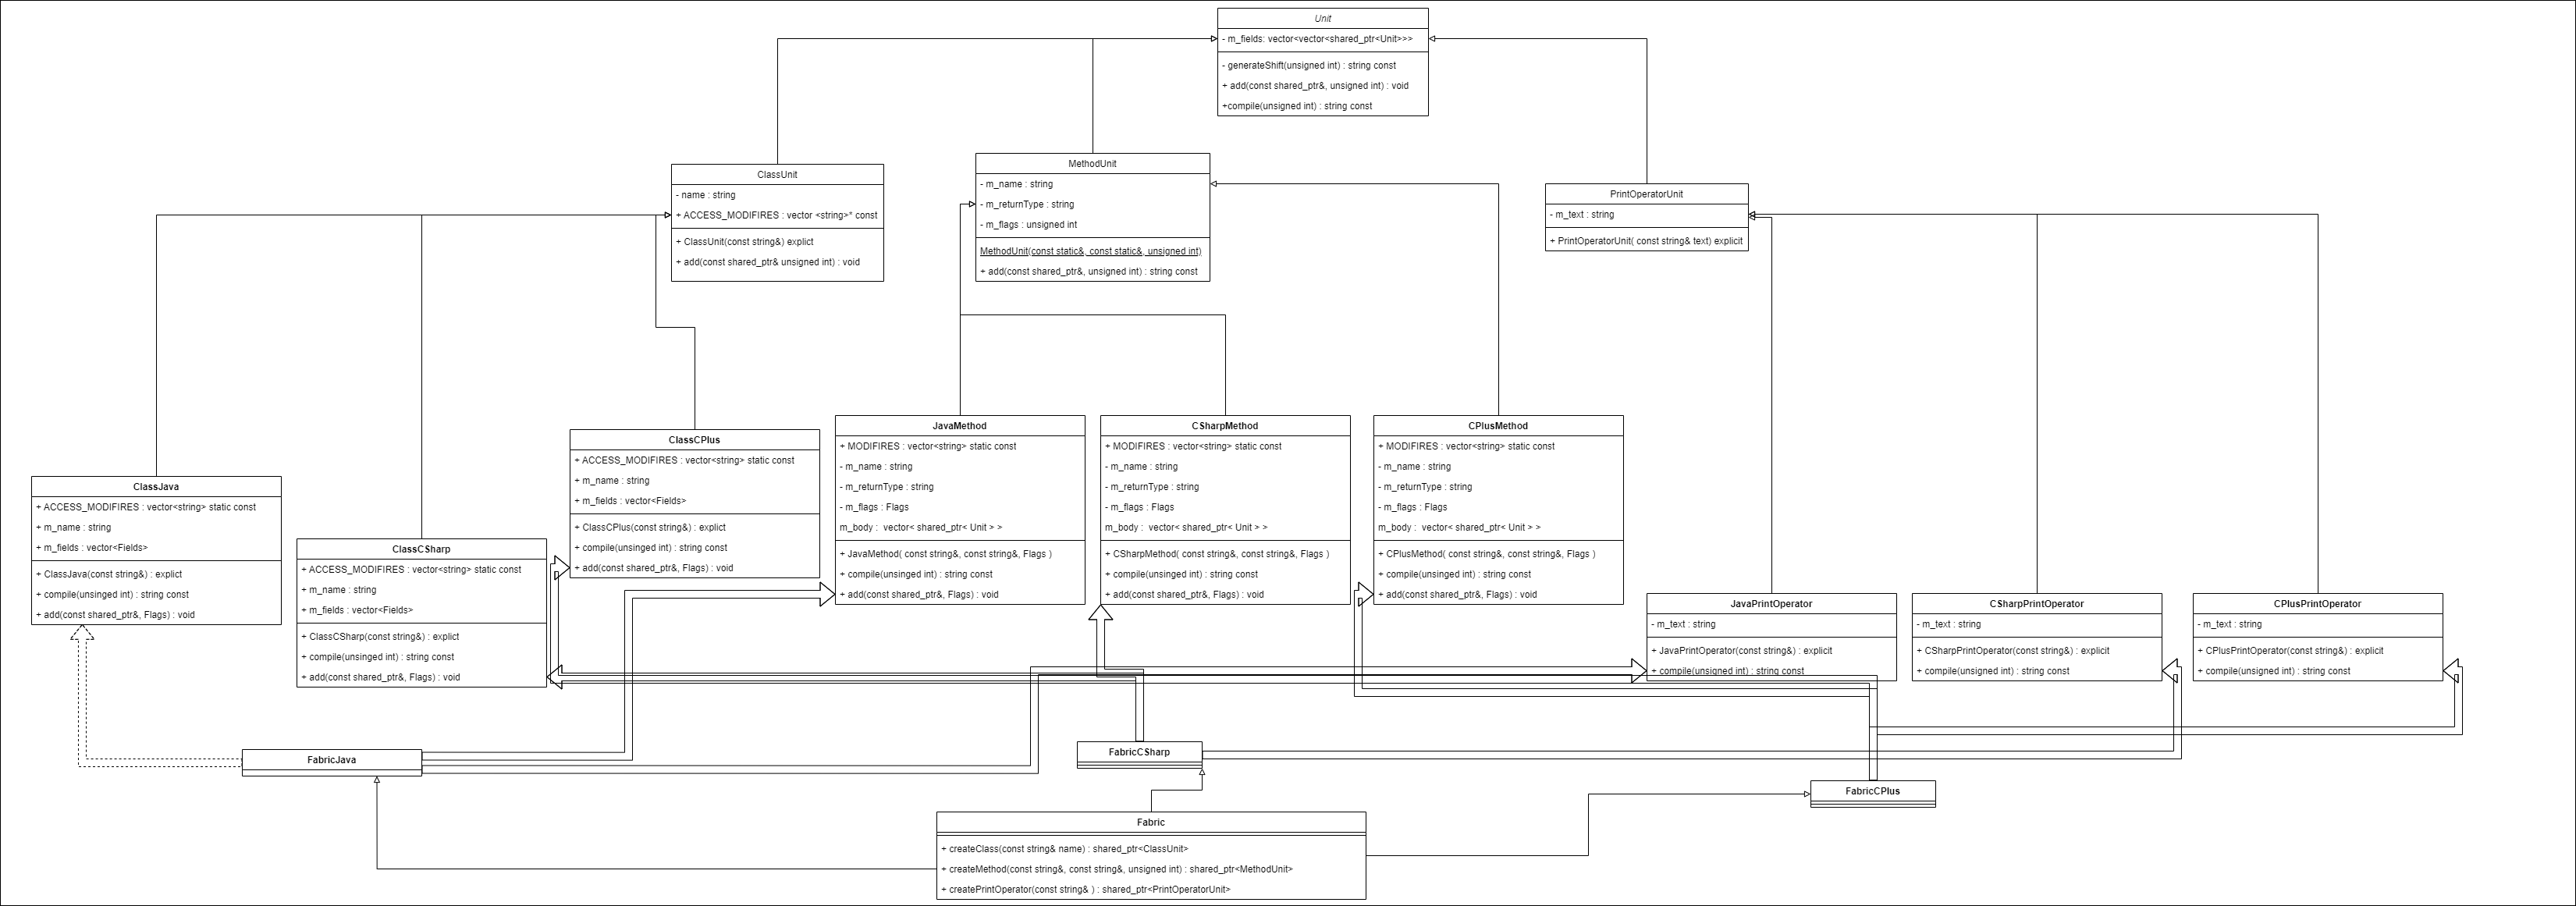 Unit
- m_fields: vector<vector<shared_ptr<Unit>>>
- generateShift(unsigned int) : string const
+ add(const shared_ptr&, unsigned int) : void
+compile(unsigned int) : string const
ClassUnit
- name : string
+ ACCESS_MODIFIRES : vector <string>* const
+ ClassUnit(const string&) explict
+ add(const shared_ptr& unsigned int) : void
MethodUnit
- m_name : string
- m_returnType : string
- m_flags : unsigned int
MethodUnit(const static&, const static&, unsigned int)
+ add(const shared_ptr&, unsigned int) : string const
PrintOperatorUnit
- m_text : string
+ PrintOperatorUnit( const string& text) explicit
ClassJava
+ ACCESS_MODIFIRES : vector<string> static const
+ m_name : string
+ m_fields : vector<Fields>
+ ClassJava(const string&) : explict
+ compile(unsinged int) : string const
+ add(const shared_ptr&, Flags) : void
ClassCSharp
+ ACCESS_MODIFIRES : vector<string> static const
+ m_name : string
+ m_fields : vector<Fields>
+ ClassCSharp(const string&) : explict
+ compile(unsinged int) : string const
+ add(const shared_ptr&, Flags) : void
ClassCPlus
+ ACCESS_MODIFIRES : vector<string> static const
+ m_name : string
+ m_fields : vector<Fields>
+ ClassCPlus(const string&) : explict
+ compile(unsinged int) : string const
+ add(const shared_ptr&, Flags) : void
JavaMethod
+ MODIFIRES : vector<string> static const
- m_name : string
- m_returnType : string
- m_flags : Flags
m_body : vector< shared_ptr< Unit > >
+ JavaMethod( const string&, const string&, Flags )
+ compile(unsinged int) : string const
+ add(const shared_ptr&, Flags) : void
CSharpMethod
+ MODIFIRES : vector<string> static const
- m_name : string
- m_returnType : string
- m_flags : Flags
m_body : vector< shared_ptr< Unit > >
+ CSharpMethod( const string&, const string&, Flags )
+ compile(unsinged int) : string const
+ add(const shared_ptr&, Flags) : void
CPlusMethod
+ MODIFIRES : vector<string> static const
- m_name : string
- m_returnType : string
- m_flags : Flags
m_body : vector< shared_ptr< Unit > >
+ CPlusMethod( const string&, const string&, Flags )
+ compile(unsinged int) : string const
+ add(const shared_ptr&, Flags) : void
JavaPrintOperator
- m_text : string
+ JavaPrintOperator(const string&) : explicit
+ compile(unsigned int) : string const
CSharpPrintOperator
- m_text : string
+ CSharpPrintOperator(const string&) : explicit
+ compile(unsigned int) : string const
CPlusPrintOperator
- m_text : string
+ CPlusPrintOperator(const string&) : explicit
+ compile(unsigned int) : string const
FabricJava
FabricCSharp
FabricCPlus
Fabric
+ createClass(const string& name) : shared_ptr<ClassUnit>
+ createMethod(const string&, const string&, unsigned int) : shared_ptr<MethodUnit>
+ createPrintOperator(const string& ) : shared_ptr<PrintOperatorUnit>